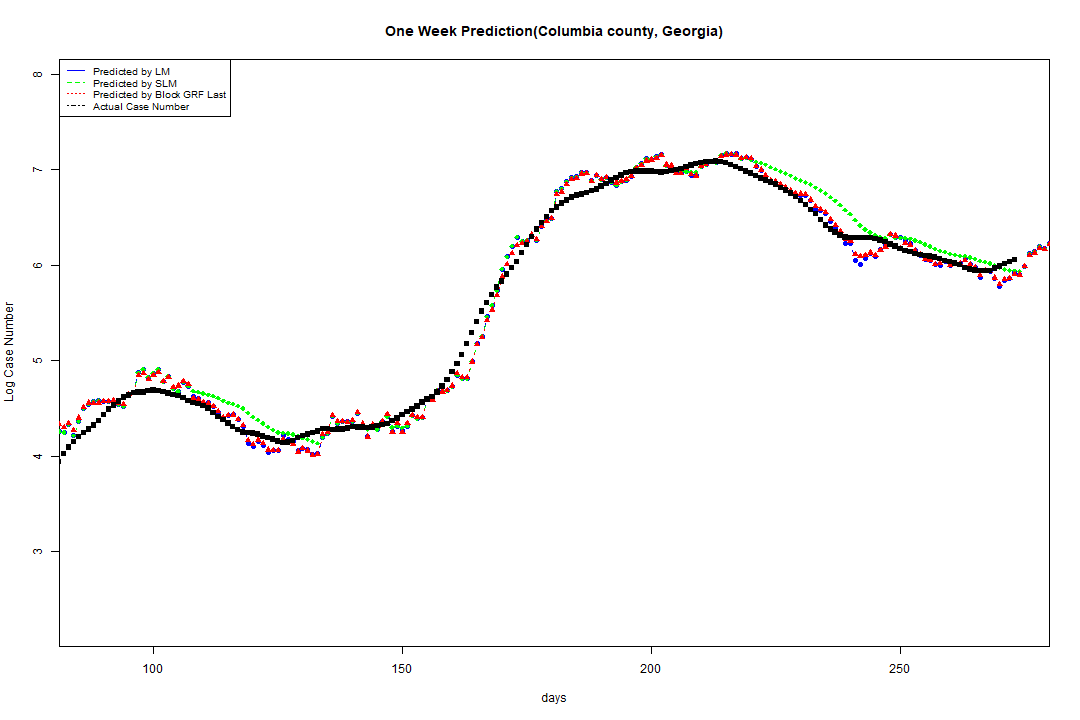 One Week Prediction(Columbia county, Georgia)
Predicted by LM
Predicted by SLM
Predicted by Block GRF Last
Actual Case Number
8
7
6
5
4
3
Log Case Number
100 150 200 250
days